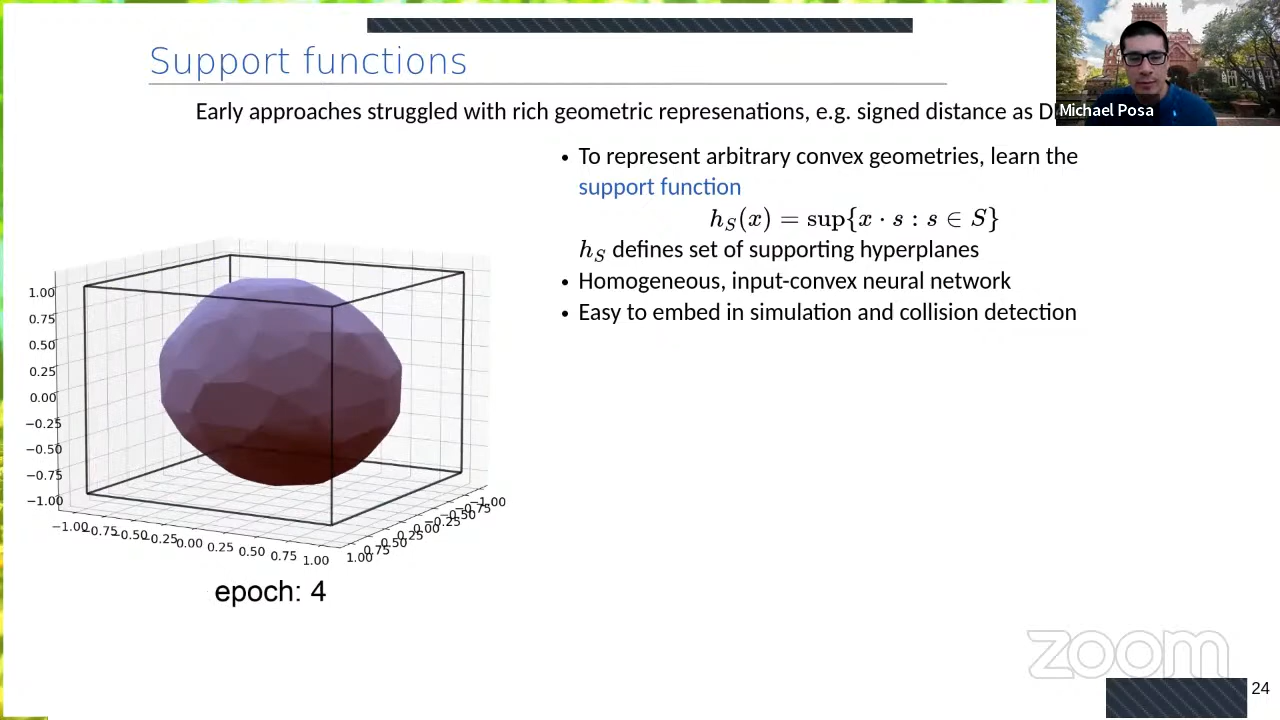 Support functions
Michael Posa
Early approaches struggled with rich geometric represenations, e.g. signed distance as
• To represent arbitrary convex geometries, learn the
support function
h_S(x) = sup{x · s : s ∈ S}
h_S defines set of supporting hyperplanes
• Homogeneous, input-convex neural network
• Easy to embed in simulation and collision detection
1.00
0.75
0.50
0.25
0.00
−0.25
−0.50
−0.75
−1.00
−1.00 −0.75 −0.50 −0.25 0.00 0.25 0.50 0.75 1.00
1.00 0.75 0.50 0.25 0.00 −0.25 −0.50 −0.75 −1.00
epoch: 4
zoom
24